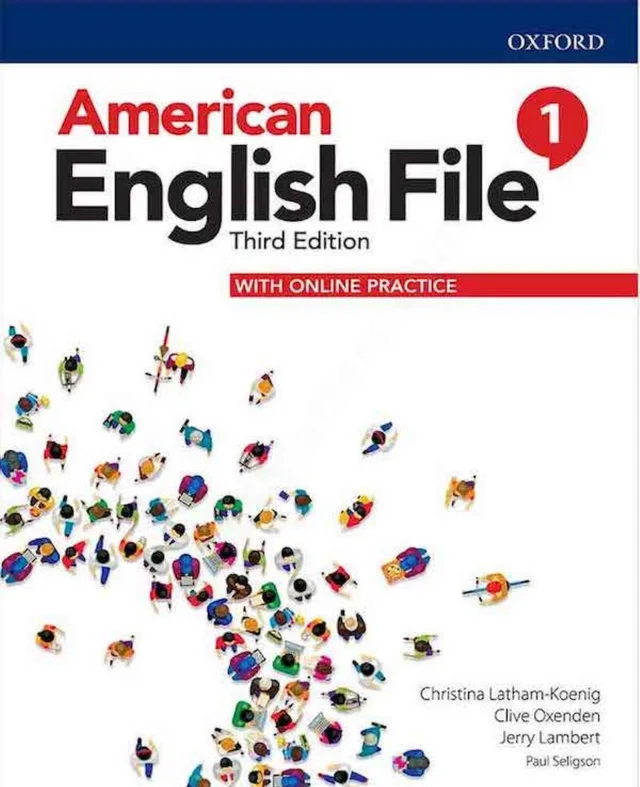 OXFORD
American
1
English File
Third Edition
WITH ONLINE PRACTICE
Christina Latham-Koenig
Clive Oxenden
Jerry Lambert
Paul Seligson